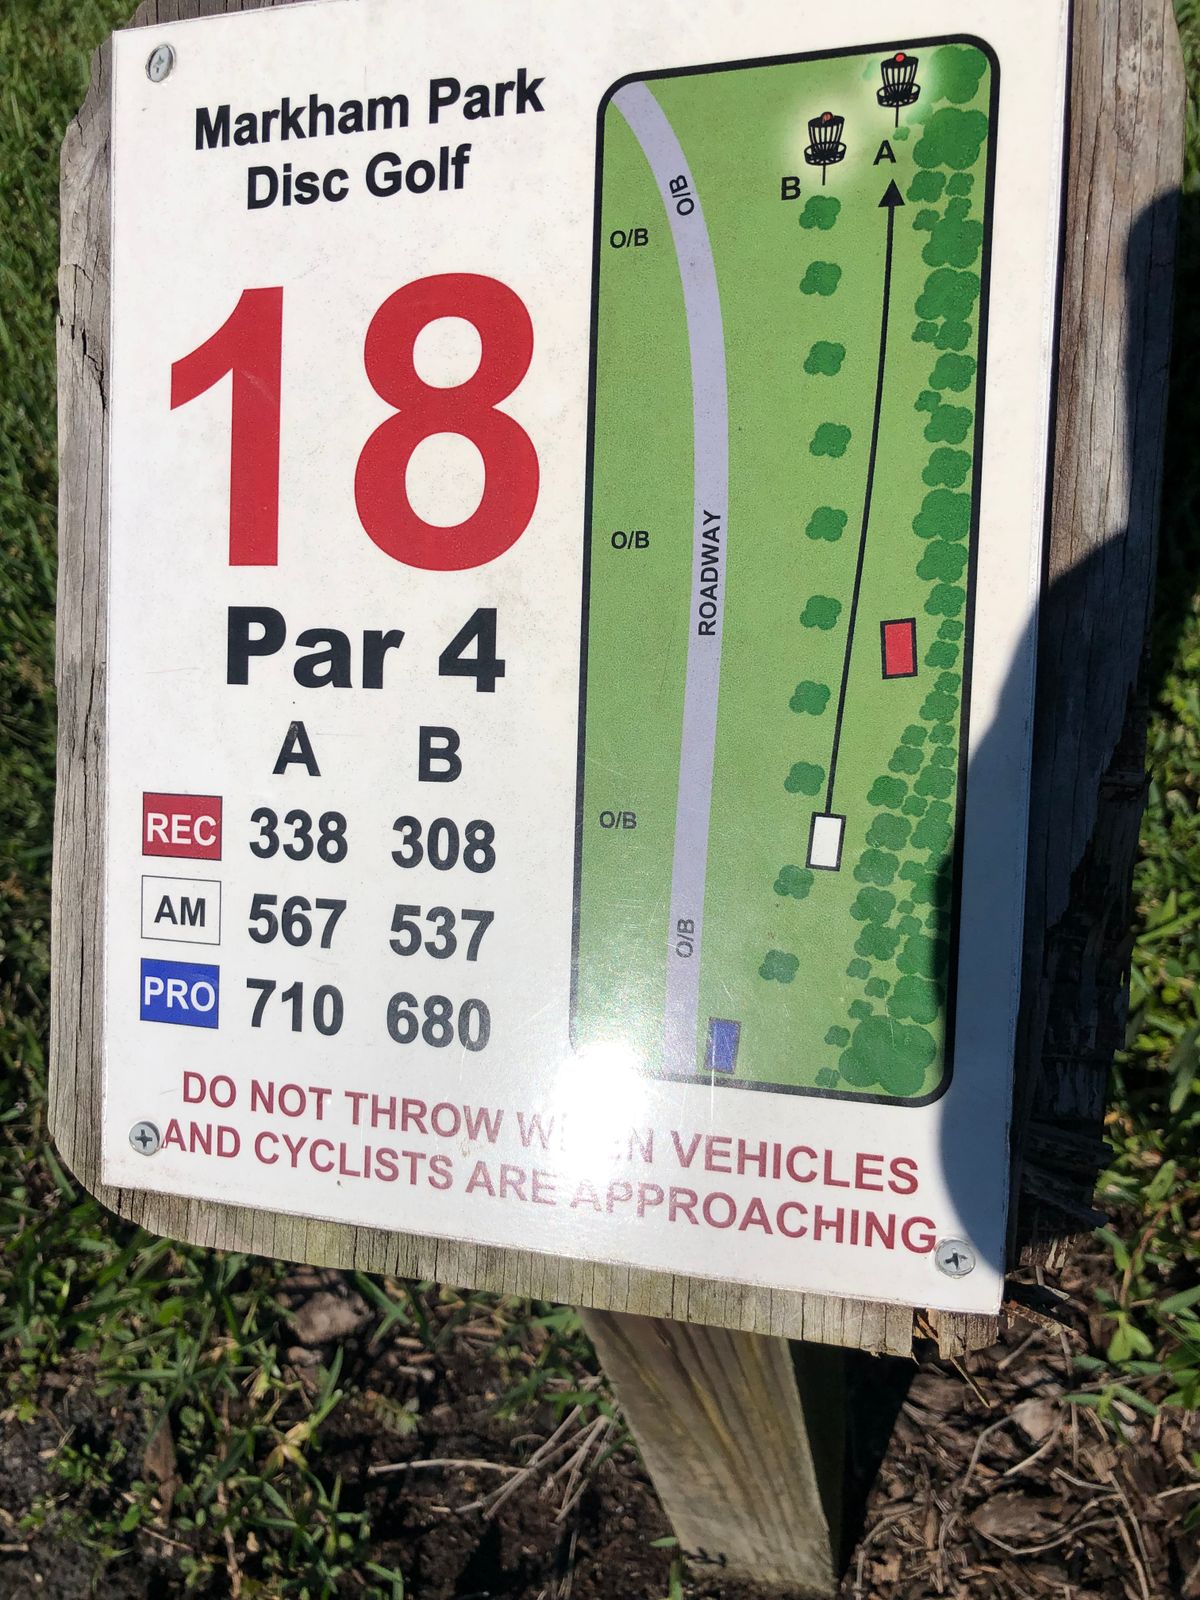 Markham Park
Disc Golf
18
Par 4
A B
REC 338 308
AM 567 537
PRO 710 680
DO NOT THROW WHEN VEHICLES
AND CYCLISTS ARE APPROACHING
A
B
O/B
O/B
O/B
ROADWAY
O/B
O/B